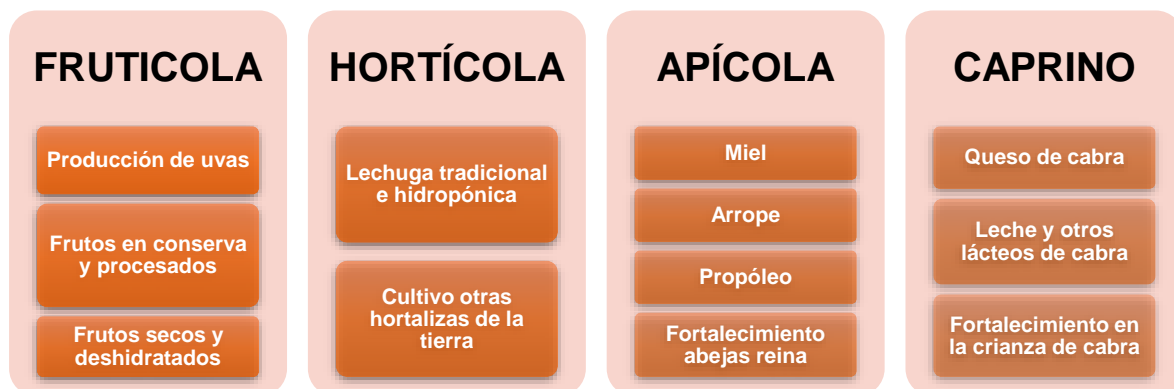 FRUTICOLA
Producción de uvas
Frutos en conserva
y procesados
Frutos secos y
deshidratados
HORTÍCOLA
Lechuga tradicional
e hidropónica
Cultivo otras
hortalizas de la
tierra
APÍCOLA
Miel
Arrope
Propóleo
Fortalecimiento
abejas reina
CAPRINO
Queso de cabra
Leche y otros
lácteos de cabra
Fortalecimiento en
la crianza de cabra